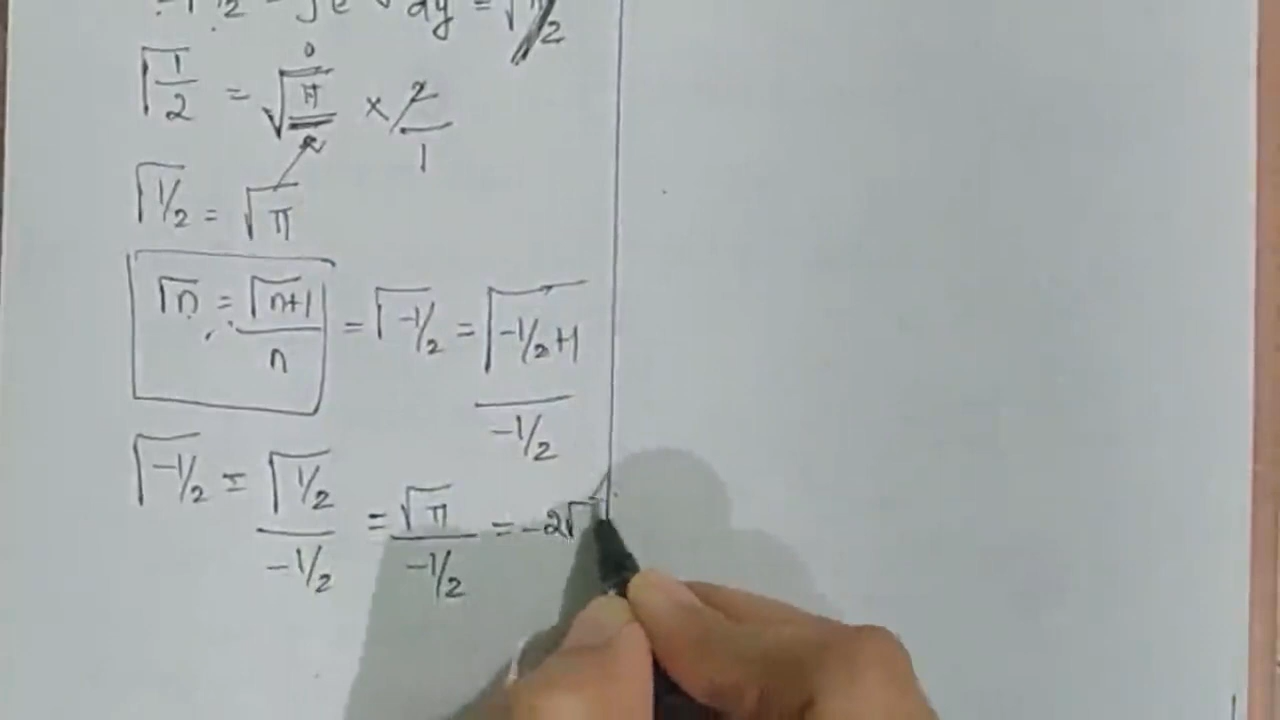 = √π/2
Γ1/2 = √π/2 × 2/1
Γ1/2 = √π
Γn = Γn+1/n = Γ-1/2 = Γ-1/2+1/-1/2
Γ-1/2 = Γ1/2/-1/2 = √π/-1/2 = -2√